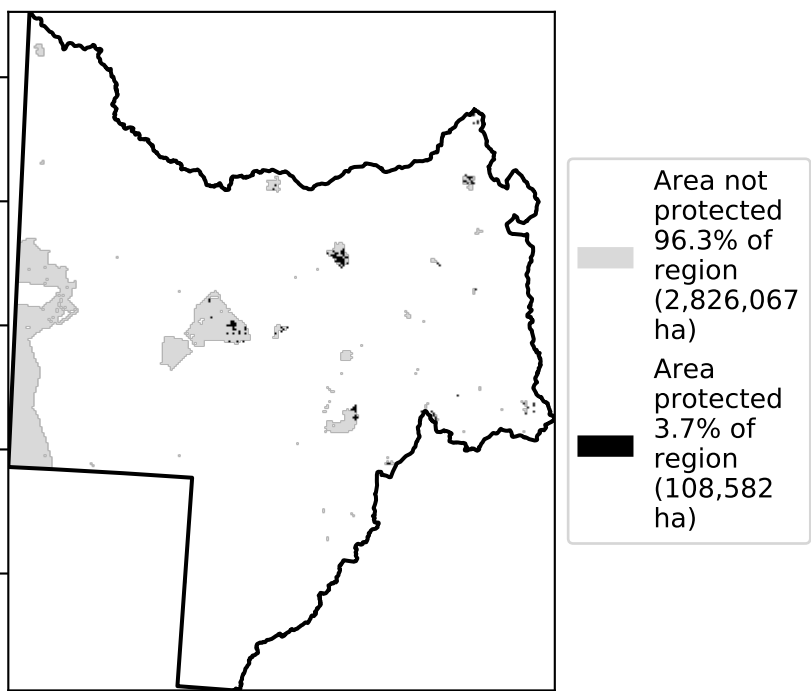 Area not
protected
96.3% of
region
(2,826,067
ha)
Area
protected
3.7% of
region
(108,582
ha)